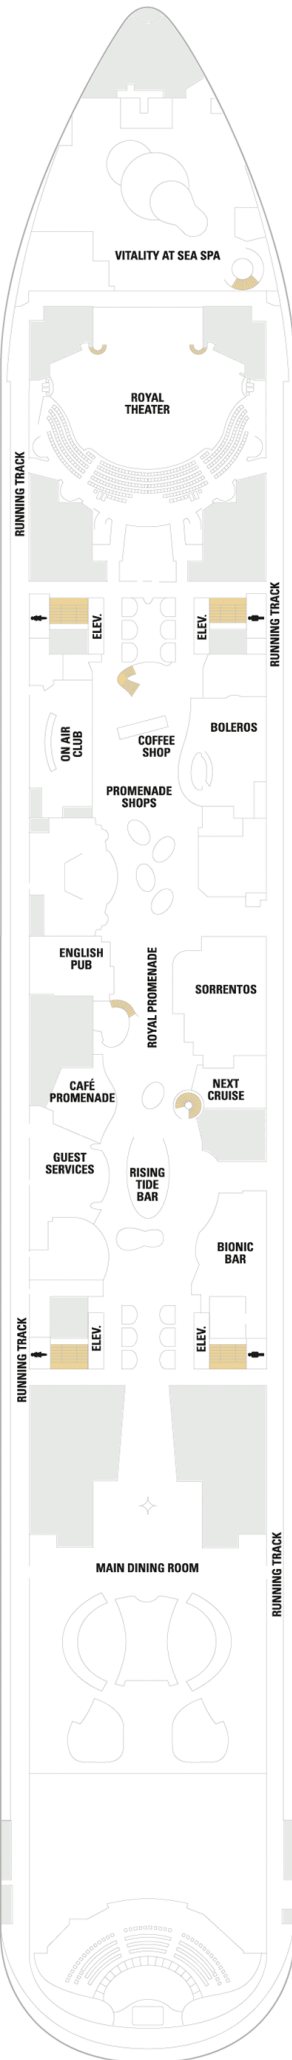 VITALITY AT SEA SPA
ROYAL
THEATER
RUNNING TRACK
RUNNING TRACK
ELEV.
ELEV.
ON AIR
CLUB
COFFEE
SHOP
BOLEROS
PROMENADE
SHOPS
ENGLISH
PUB
ROYAL PROMENADE
SORRENTOS
CAFÉ
PROMENADE
NEXT
CRUISE
GUEST
SERVICES
RISING
TIDE
BAR
BIONIC
BAR
RUNNING TRACK
ELEV.
ELEV.
MAIN DINING ROOM
RUNNING TRACK